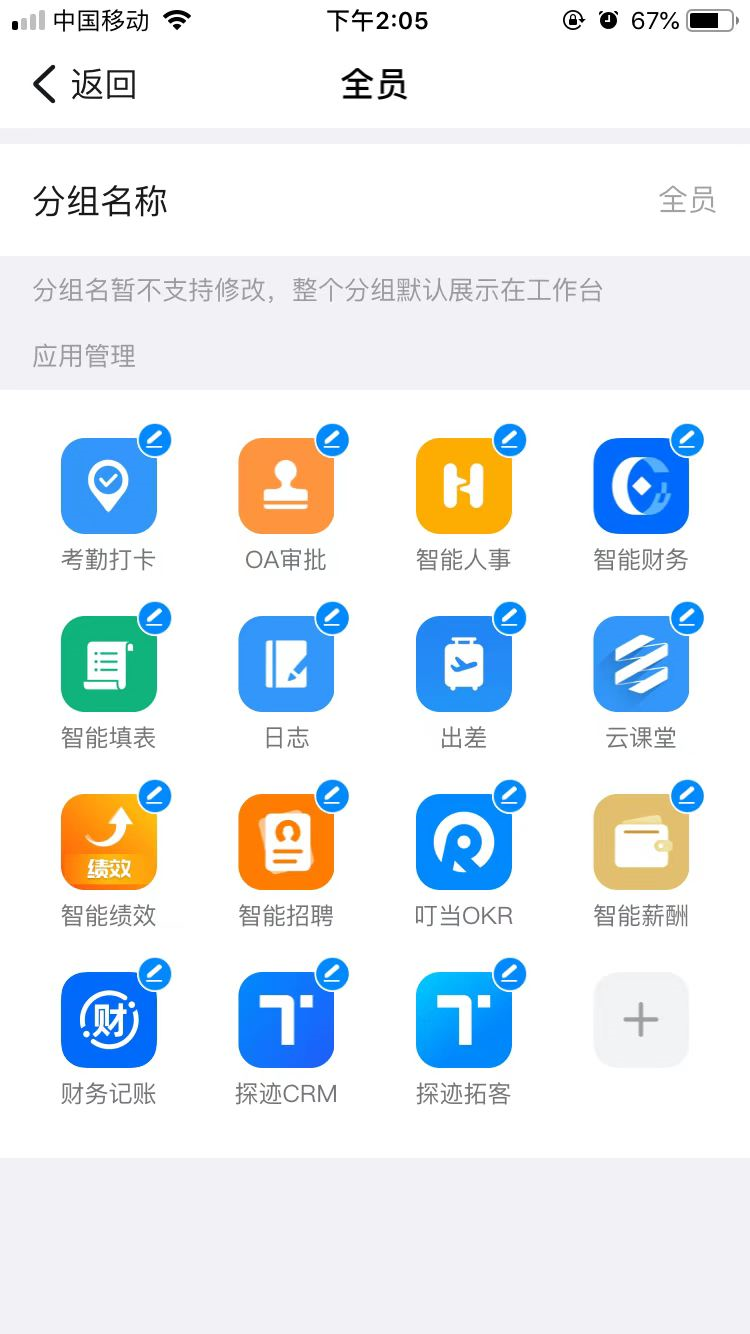 中国移动 下午2:05 67%
返回 全员
分组名称 全员
分组名暂不支持修改，整个分组默认展示在工作台
应用管理
考勤打卡 OA审批 智能人事 智能财务
智能填表 日志 出差 云课堂
绩效
智能绩效 智能招聘 叮当OKR 智能薪酬
财
财务记账 探迹CRM 探迹拓客